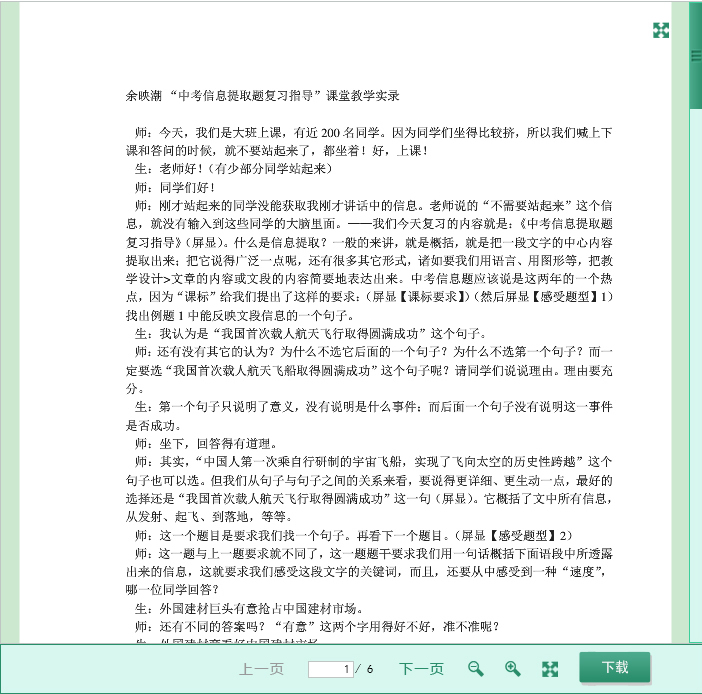 余映潮 “中考信息提取题复习指导”课堂教学实录
师：今天，我们是大班上课，有近 200 名同学。因为同学们坐得比较挤，所以我们喊上下
课和答问的时候，就不要站起来了，都坐着！好，上课！
生：老师好！（有少部分同学站起来）
师：同学们好！
师：刚才站起来的同学没能获取我刚才讲话中的信息。老师说的“不需要站起来”这个信
息，就没有输入到这些同学的大脑里面。——我们今天复习的内容就是：《中考信息提取题
复习指导》（屏显）。什么是信息提取？一般的来讲，就是概括，就是把一段文字的中心内容
提取出来；把它说得广泛一点呢，还有很多其它形式，诸如要我们用语言、用图形等，把教
学设计>文章的内容或文段的内容简要地表达出来。中考信息题应该说是这两年的一个热
点，因为“课标”给我们提出了这样的要求：（屏显【课标要求】）（然后屏显【感受题型】1）
找出例题 1 中能反映文段信息的一个句子。
生：我认为是“我国首次载人航天飞行取得圆满成功”这个句子。
师：还有没有其它的认为？为什么不选它后面的一个句子？为什么不选第一个句子？而一
定要选“我国首次载人航天飞船取得圆满成功”这个句子呢？请同学们说说理由。理由要充
分。
生：第一个句子只说明了意义，没有说明是什么事件；而后面一个句子没有说明这一事件
是否成功。
师：坐下，回答得有道理。
师：其实，“中国人第一次乘自行研制的宇宙飞船，实现了飞向太空的历史性跨越”这个
句子也可以选。但我们从句子与句子之间的关系来看，要说得更详细、更生动一点，最好的
选择还是“我国首次载人航天飞行取得圆满成功”这一句（屏显）。它概括了文中所有信息，
从发射、起飞、到落地，等等。
师：这一个题目是要求我们找一个句子。再看下一个题目。（屏显【感受题型】2）
师：这一题与上一题要求就不同了，这一题题干要求我们用一句话概括下面语段中所透露
出来的信息，这就要求我们感受这段文字的关键词，而且，还要从中感受到一种“速度”，
哪一位同学回答？
生：外国建材巨头有意抢占中国建材市场。
师：还有不同的答案吗？“有意”这两个字用得好不好，准不准呢？
上一页 1 / 6 下一页 下载